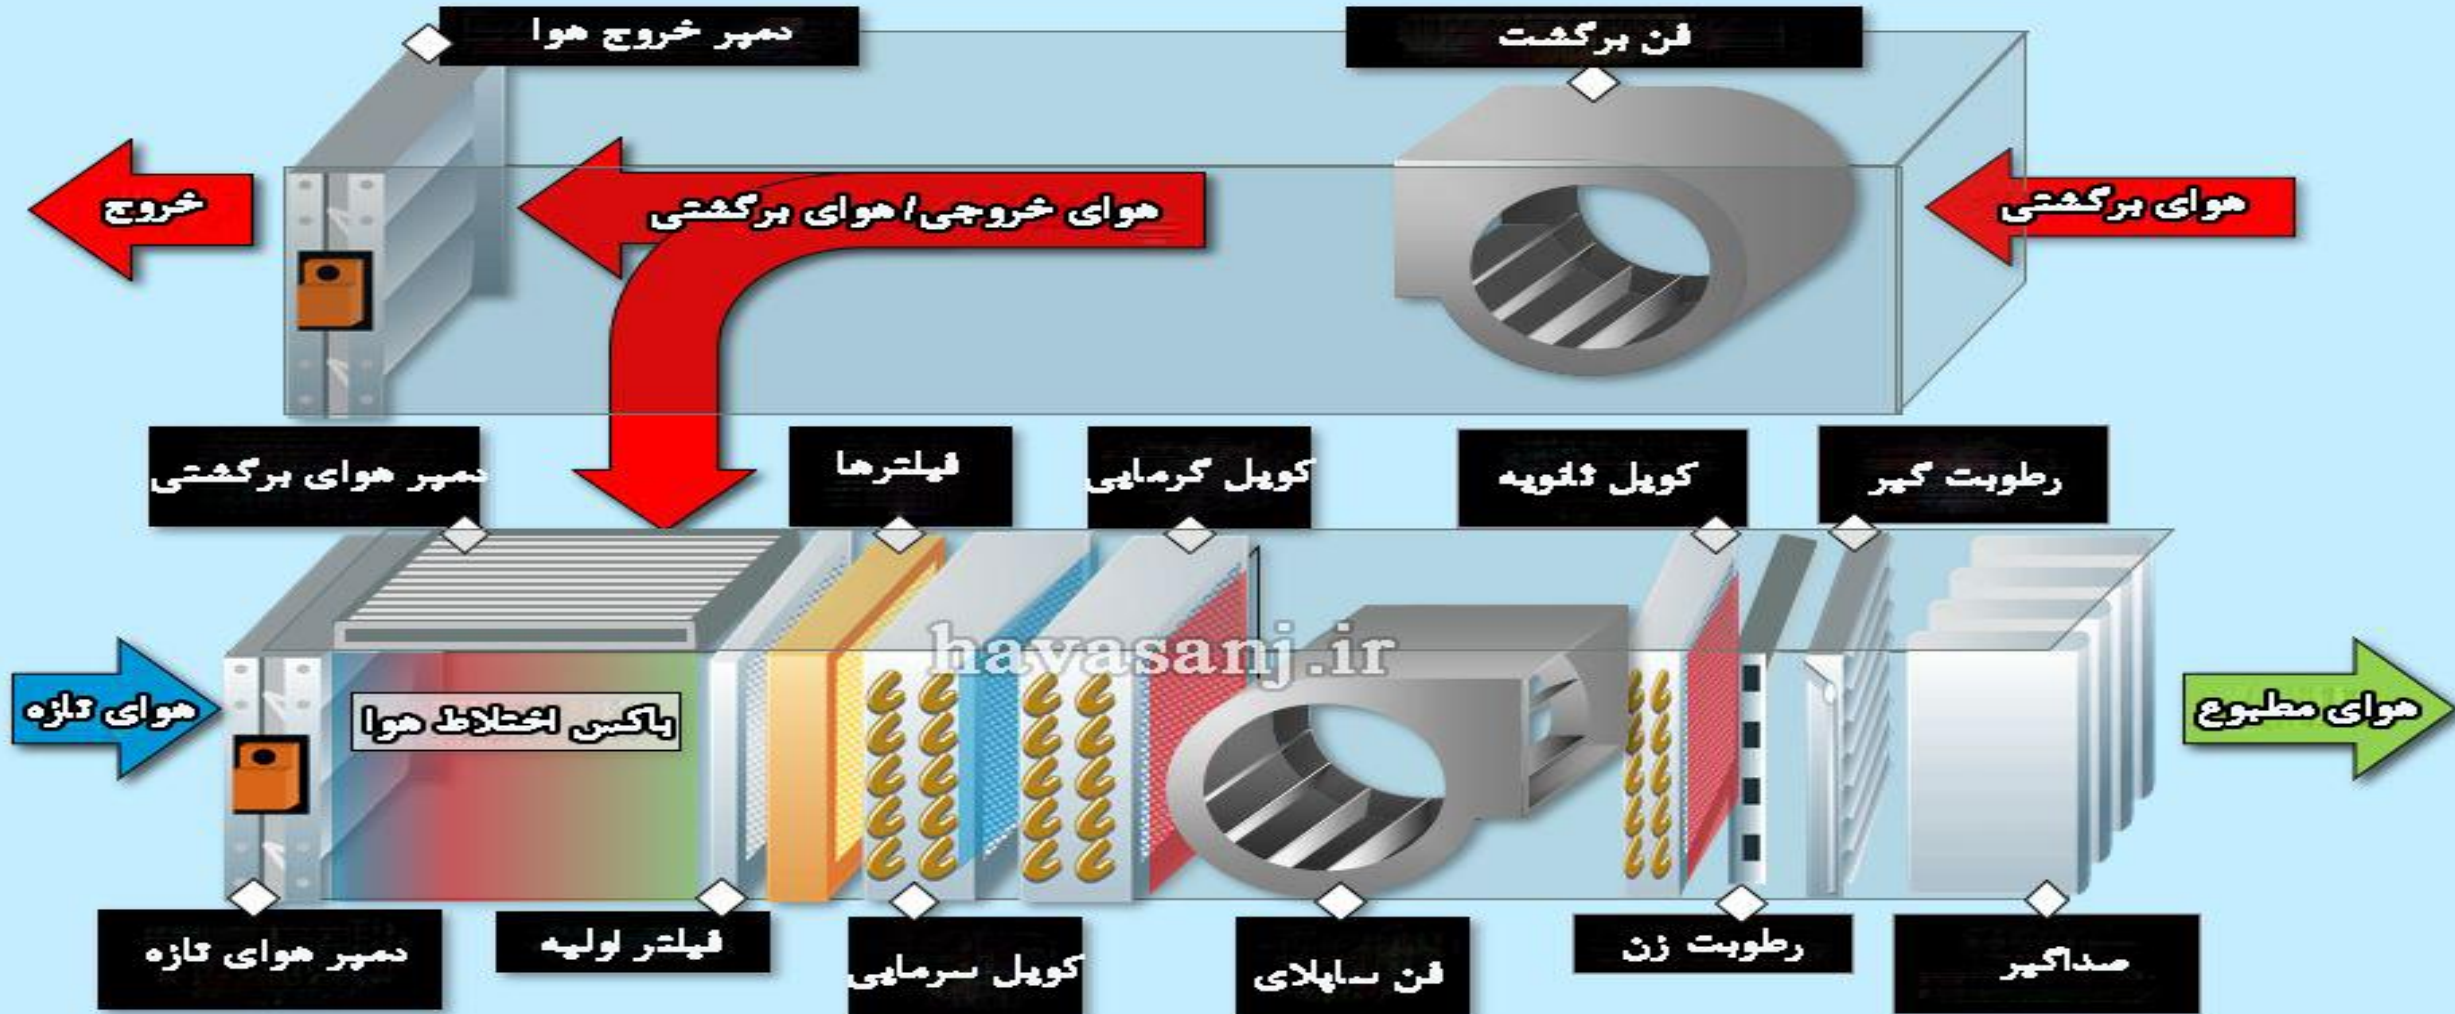 فن برگشت
دمپر خروج هوا
هوای برگشتی
هوای خروجی/هوای برگشتی
خروج
رطوبت گیر
کویل ثانویه
کویل گرمایی
فیلترها
دمپر هوای برگشتی
havasanj.ir
هوای مطبوع
باکس اختلاط هوا
هوای تازه
صداگیر
رطوبت زن
فن ساپلای
کویل سرمایی
فیلتر اولیه
دمپر هوای تازه